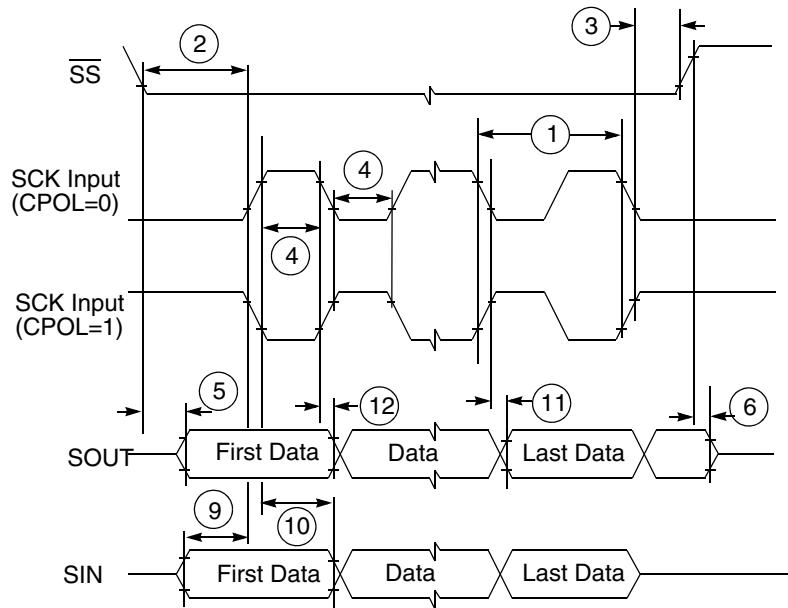 2
3
SS
1
SCK Input
(CPOL=0)
4
4
SCK Input
(CPOL=1)
5
12
11
6
SOUT
First Data
Data
Last Data
9
10
SIN
First Data
Data
Last Data